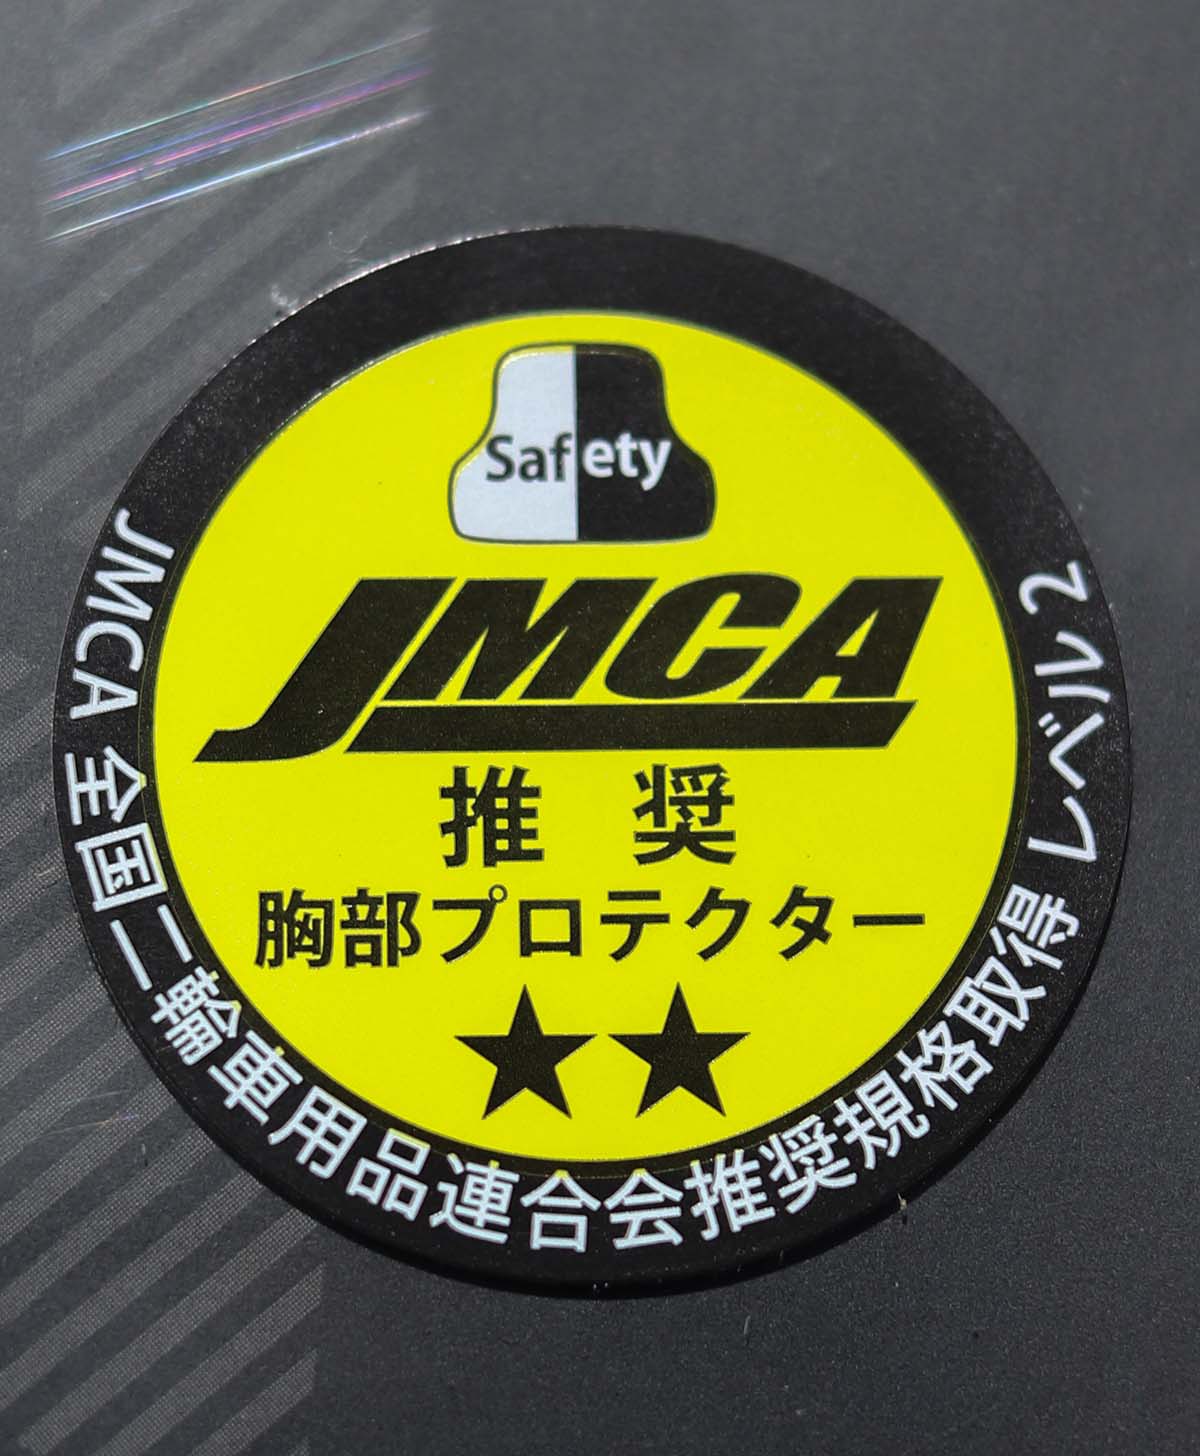 Safety
JMCA
推奨
胸部プロテクター
★★
JMCA 全国二輪車用品連合会推奨規格取得 レベル2